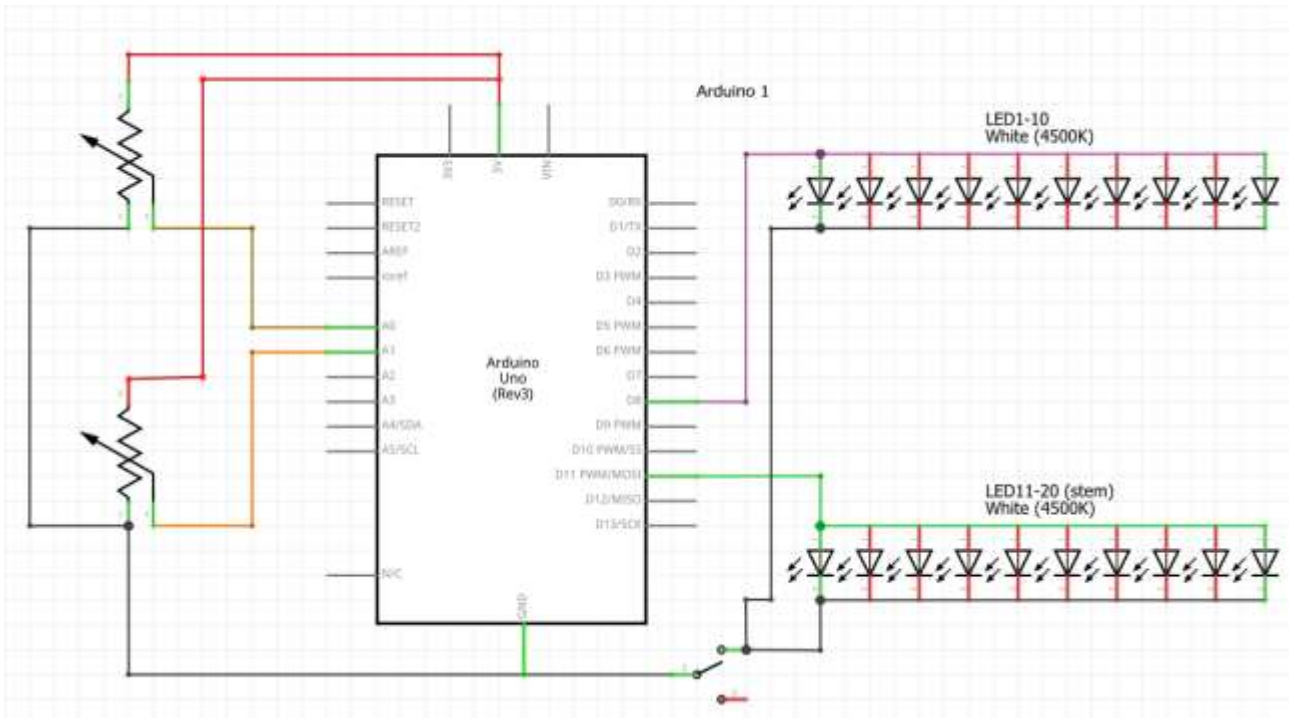 Arduino 1
LED1-10
White (4500K)
3V3
5V
VIN
RESET
RESET2
AREF
ioref
A0
A1
A2
A3
A4/SDA
A5/SCL
N/C
D0/RX
D1/TX
D2
D3 PWM
D4
D5 PWM
D6 PWM
D7
D8
D9 PWM
D10 PWM/SS
D11 PWM/MOSI
D12/MISO
D13/SCK
GND
Arduino
Uno
(Rev3)
LED11-20 (stem)
White (4500K)